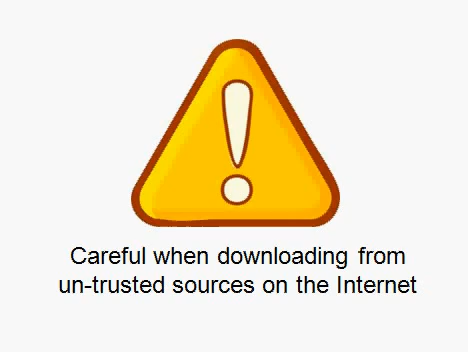 Careful when downloading from
un-trusted sources on the Internet